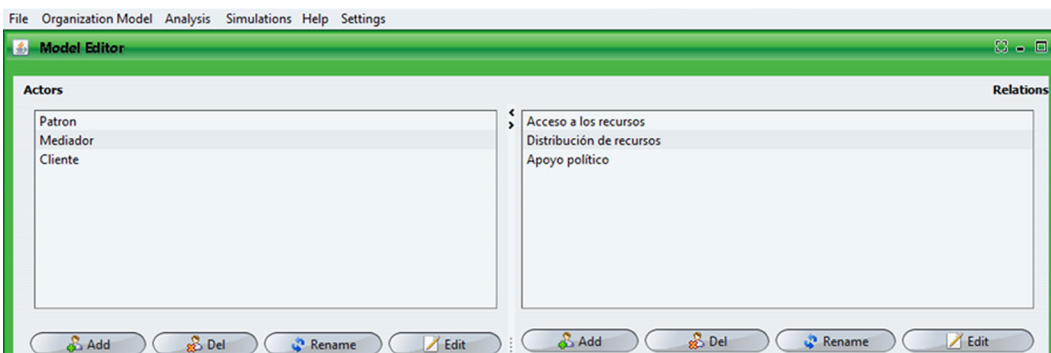 File Organization Model Analysis Simulations Help Settings
Model Editor
Actors Relations
Patron
Mediador
Cliente
Acceso a los recursos
Distribución de recursos
Apoyo político
Add Del Rename Edit
Add Del Rename Edit